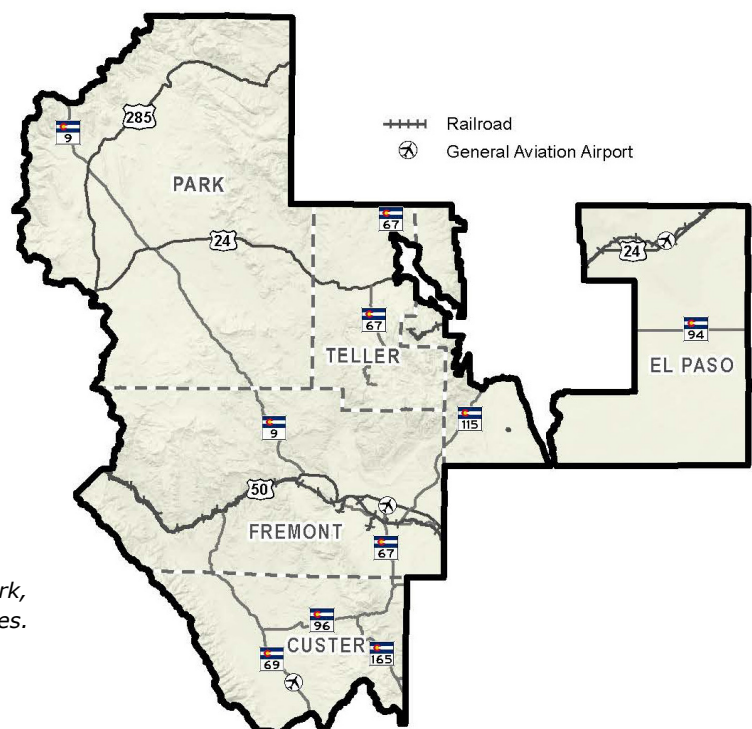 Railroad
General Aviation Airport
285
9
PARK
67
24
24
67
94
TELLER
EL PASO
9
115
50
FREMONT
67
rk,
es.
96
CUSTER
69
165